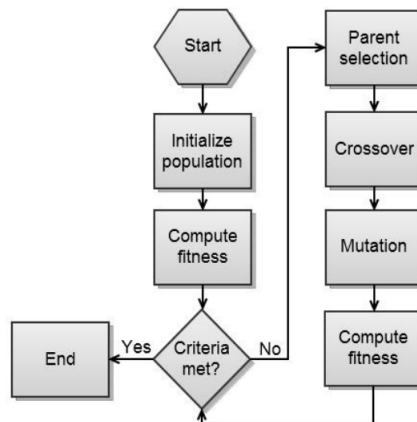 Start
Initialize
population
Compute
fitness
Criteria
met?
Yes
End
No
Parent
selection
Crossover
Mutation
Compute
fitness